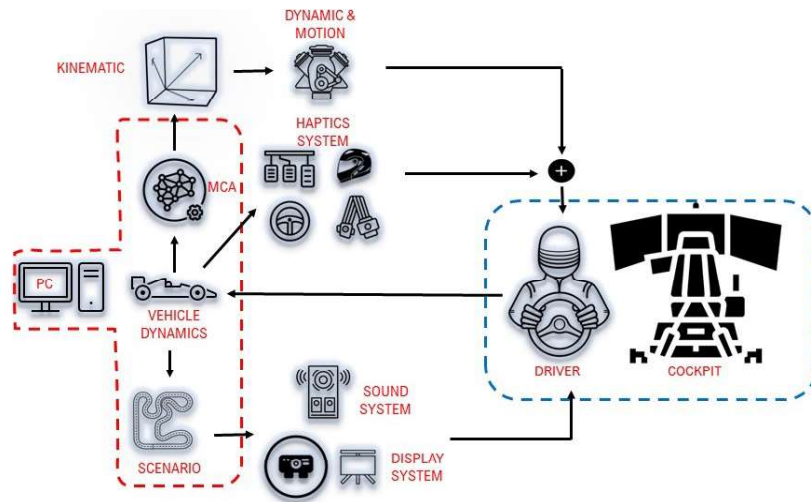 DYNAMIC &
MOTION
KINEMATIC
HAPTICS
SYSTEM
MCA
PC
VEHICLE
DYNAMICS
DRIVER
COCKPIT
SOUND
SYSTEM
SCENARIO
DISPLAY
SYSTEM